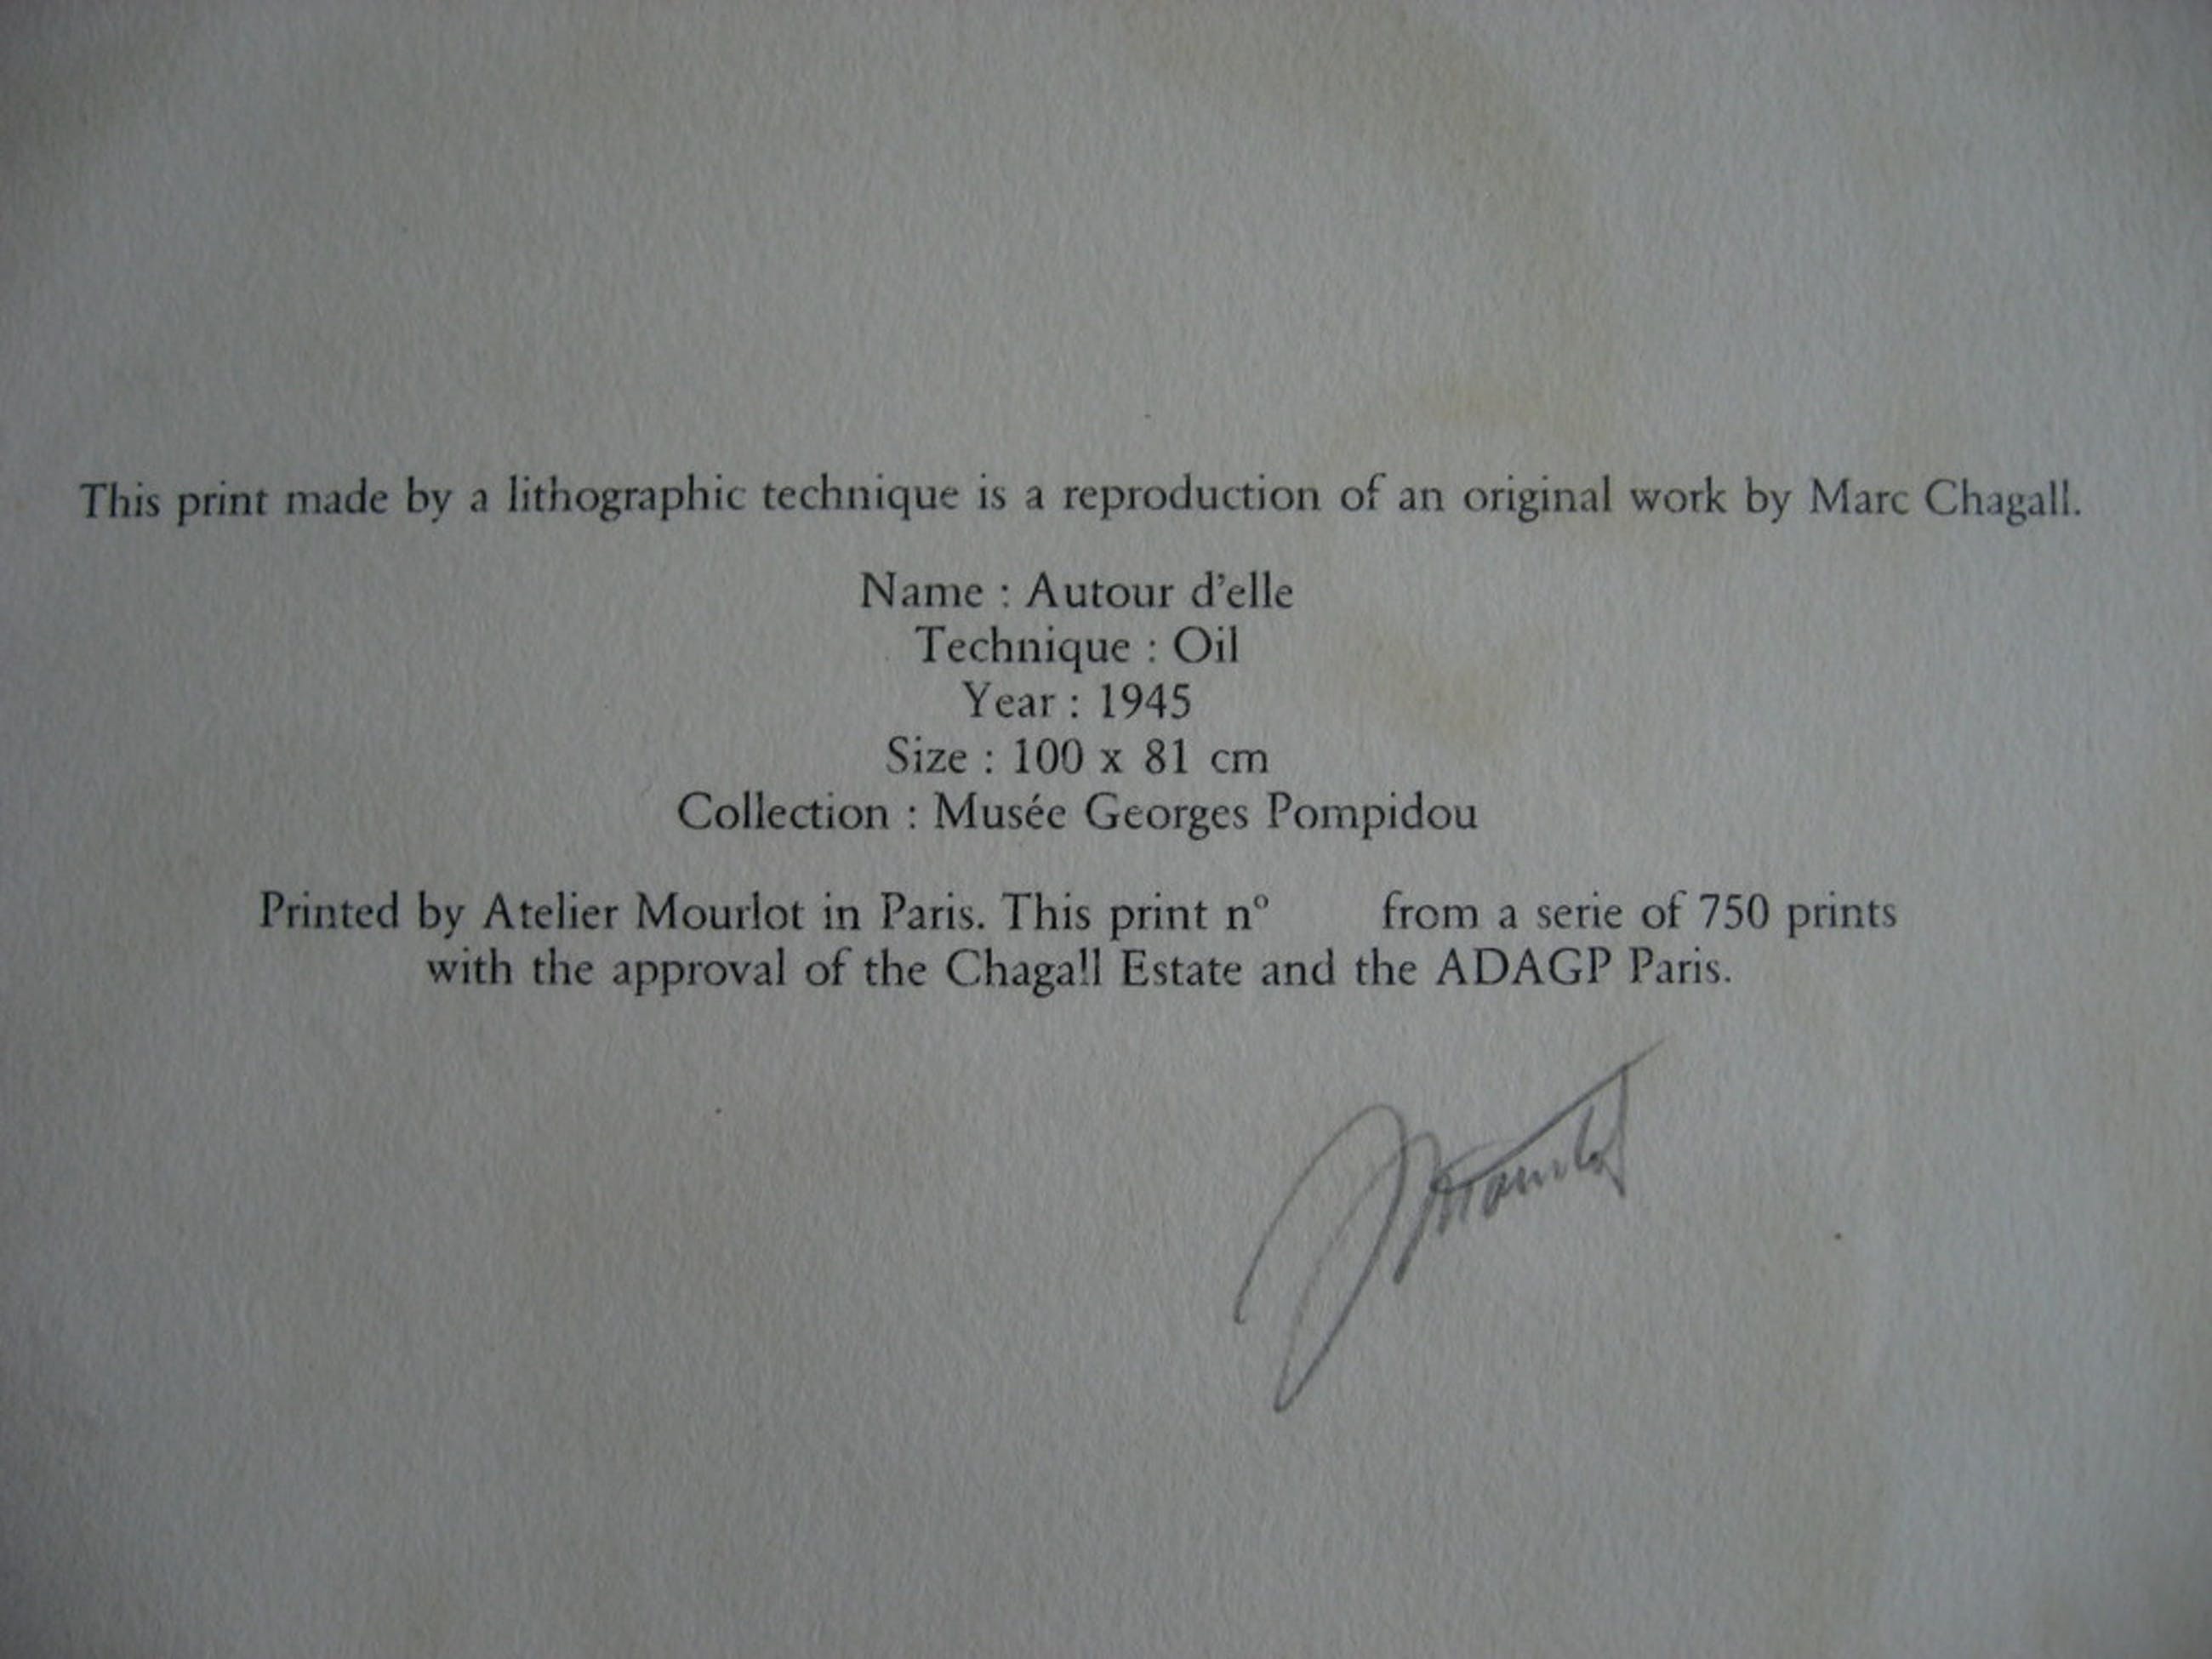 This print made by a lithographic technique is a reproduction of an original work by Marc Chagall.
Name : Autour d'elle
Technique : Oil
Year : 1945
Size : 100 x 81 cm
Collection : Musée Georges Pompidou
Printed by Atelier Mourlot in Paris. This print nº from a serie of 750 prints
with the approval of the Chagall Estate and the ADAGP Paris.